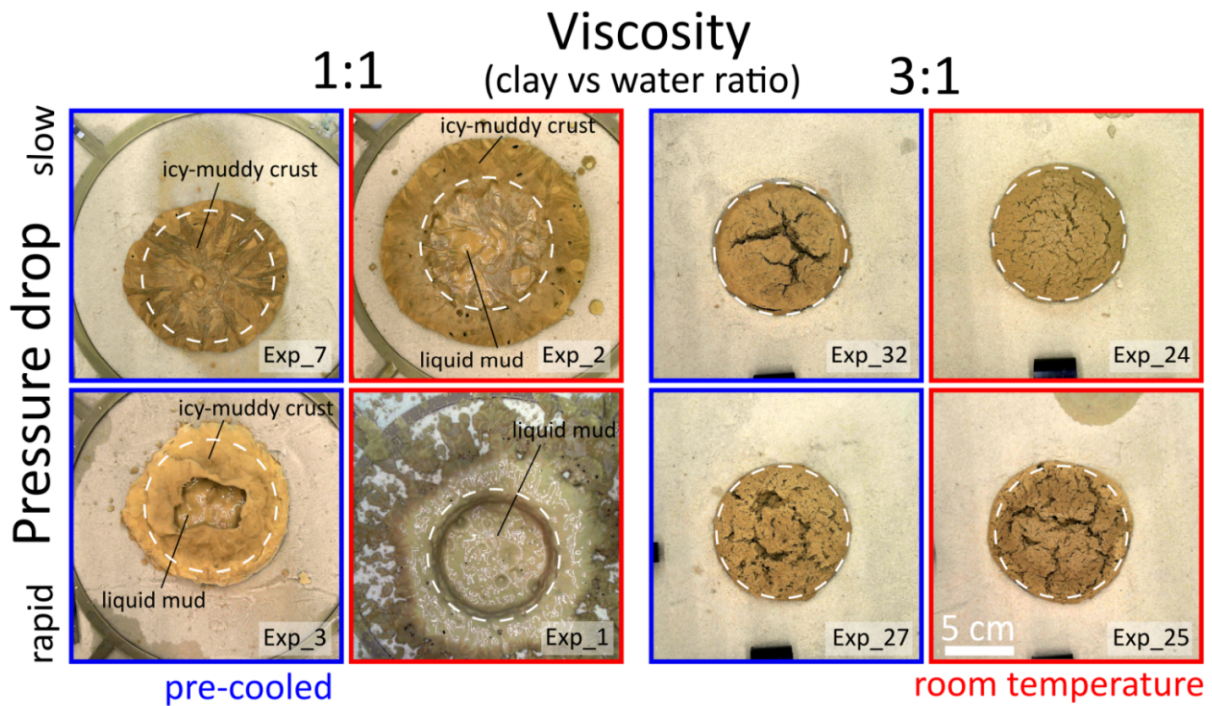 Viscosity
1:1
(clay vs water ratio)
3:1
Pressure drop
slow
icy-muddy crust
Exp_7
icy-muddy crust
liquid mud
Exp_2
Exp_32
Exp_24
rapid
icy-muddy crust
liquid mud
Exp_3
liquid mud
Exp_1
Exp_27
5 cm
Exp_25
pre-cooled
room temperature